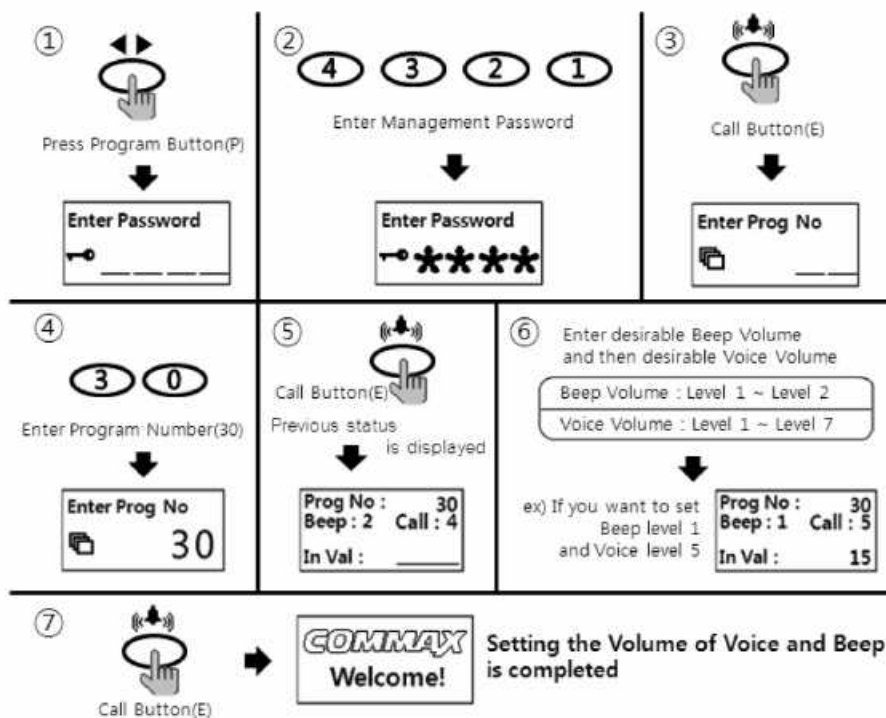 ①
Press Program Button(P)
Enter Password
②
4 3 2 1
Enter Management Password
Enter Password
****
③
Call Button(E)
Enter Prog No
④
3 0
Enter Program Number(30)
Enter Prog No
30
⑤
Call Button(E)
Previous status
is displayed
Prog No : 30
Beep : 2 Call : 4
In Val :
⑥
Enter desirable Beep Volume
and then desirable Voice Volume
Beep Volume : Level 1 ~ Level 2
Voice Volume : Level 1 ~ Level 7
ex) If you want to set
Beep level 1
and Voice level 5
Prog No : 30
Beep : 1 Call : 5
In Val : 15
⑦
Call Button(E)
COMMAX
Welcome!
Setting the Volume of Voice and Beep
is completed